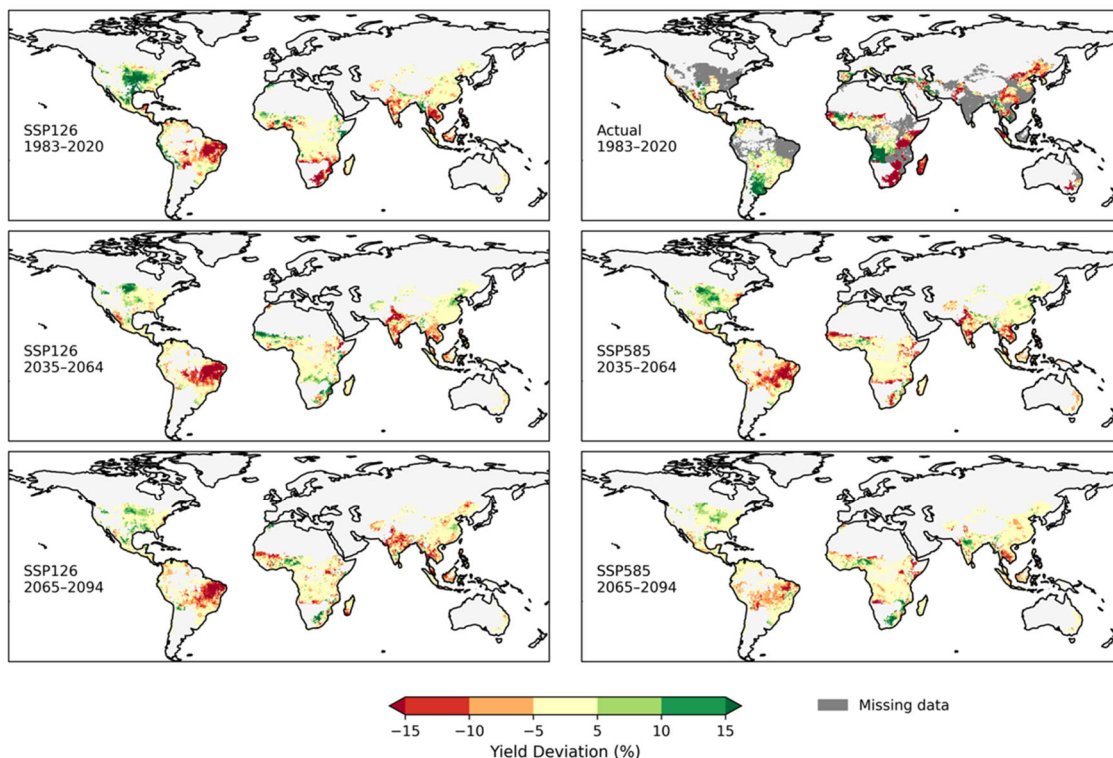 SSP126
1983–2020
Actual
1983–2020
SSP126
2035–2064
SSP585
2035–2064
SSP126
2065–2094
SSP585
2065–2094
−15 −10 −5 5 10 15
Yield Deviation (%)
Missing data